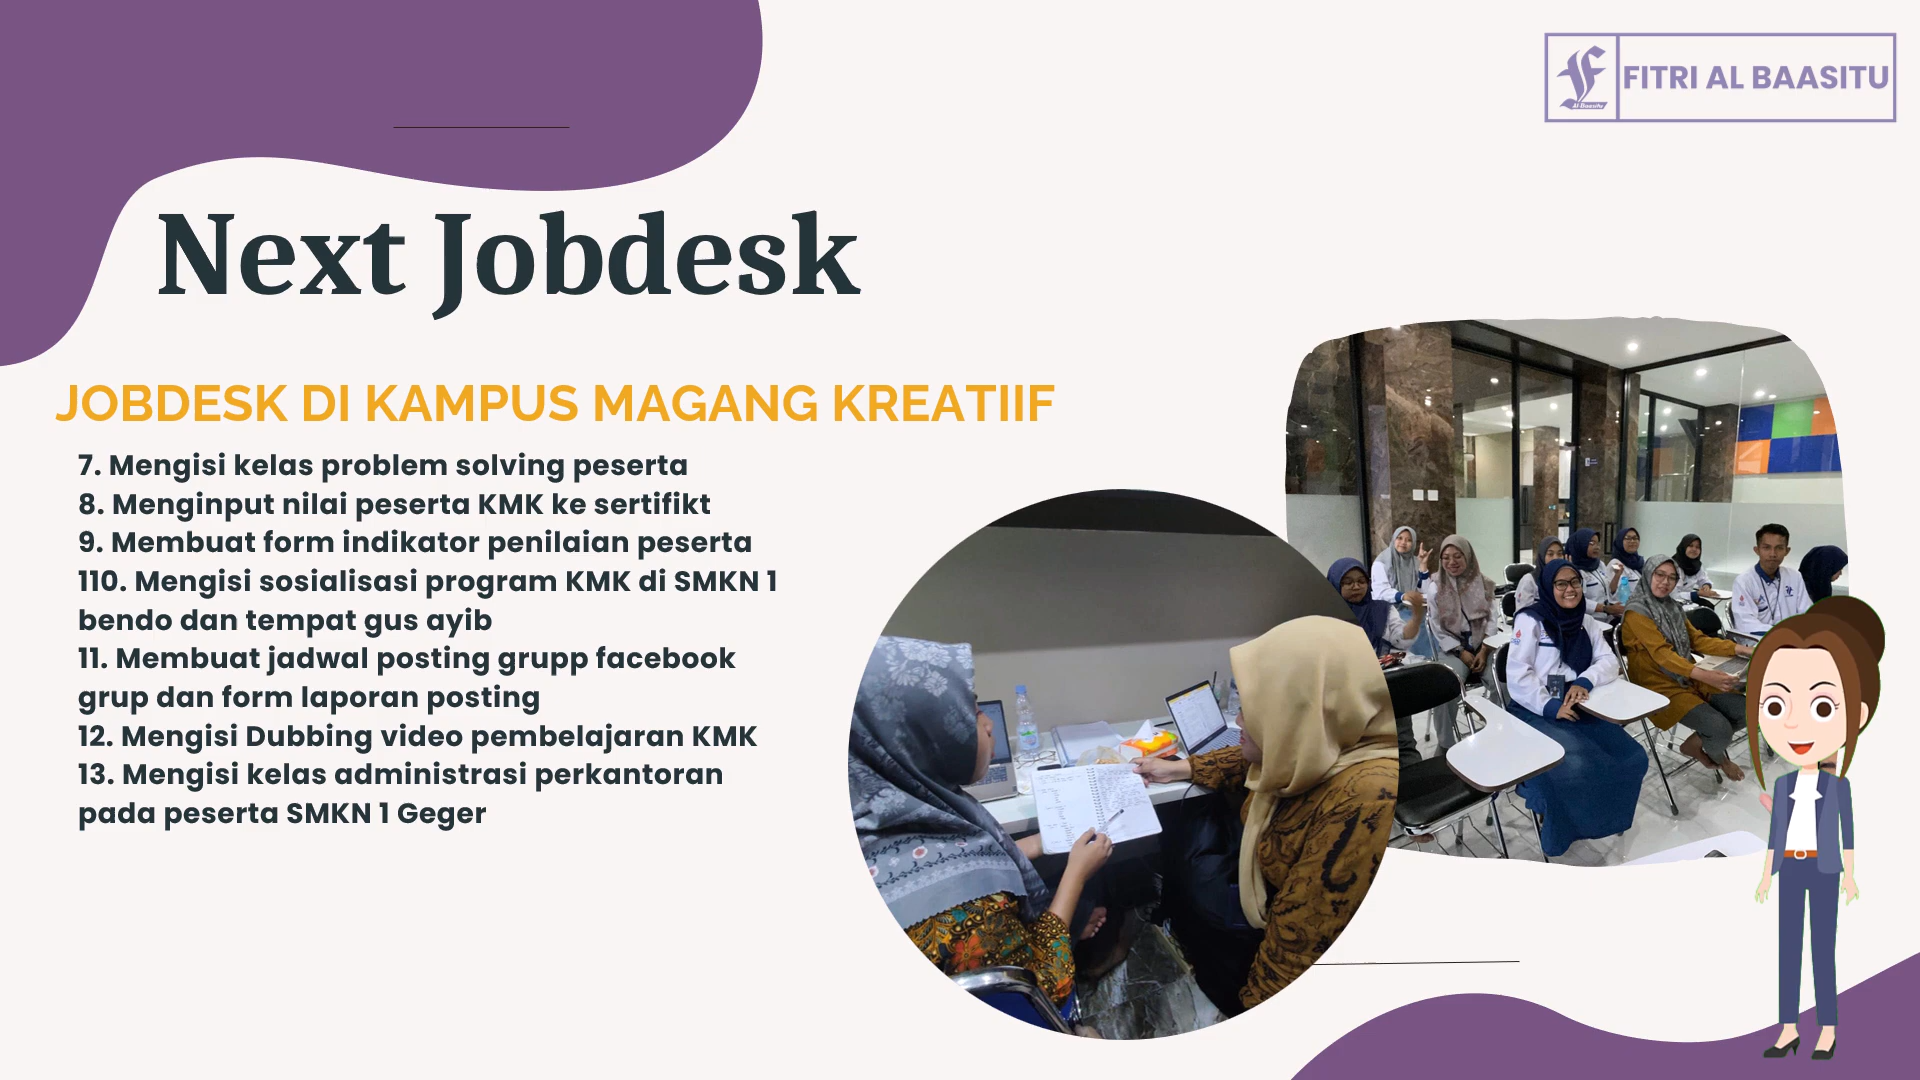 FITRI AL BAASITU
Al Baasitu
Next Jobdesk
JOBDESK DI KAMPUS MAGANG KREATIIF
7. Mengisi kelas problem solving peserta
8. Menginput nilai peserta KMK ke sertifikt
9. Membuat form indikator penilaian peserta
110. Mengisi sosialisasi program KMK di SMKN 1
bendo dan tempat gus ayib
11. Membuat jadwal posting grupp facebook
grup dan form laporan posting
12. Mengisi Dubbing video pembelajaran KMK
13. Mengisi kelas administrasi perkantoran
pada peserta SMKN 1 Geger